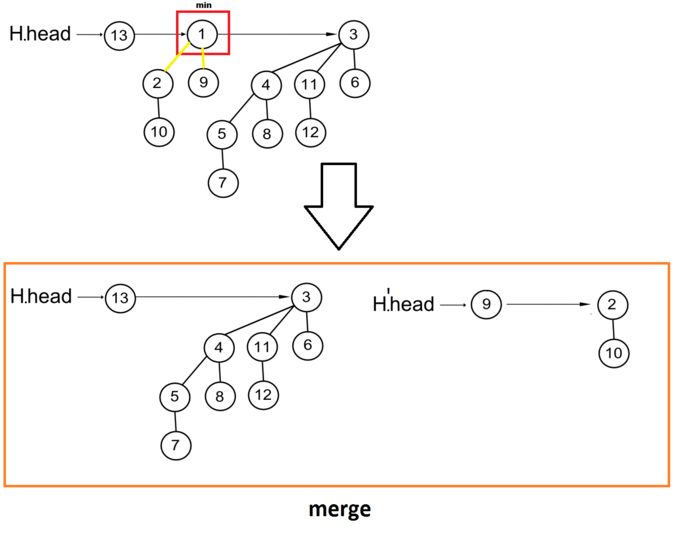 min
H.head 13 1 3
2 9 4 11 6
10 5 8 12
7
H.head 13 3
4 11 6
5 8 12
7
H'.head 9 2
10
merge